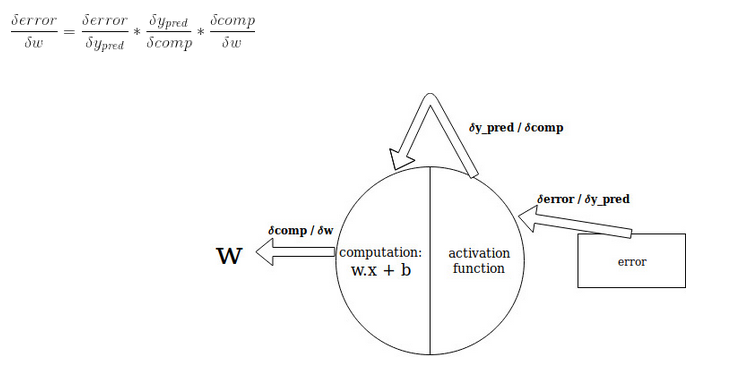 δerror/δw = δerror/δy_pred * δy_pred/δcomp * δcomp/δw
δy_pred / δcomp
δerror / δy_pred
δcomp / δw
w
computation:
w.x + b
activation
function
error